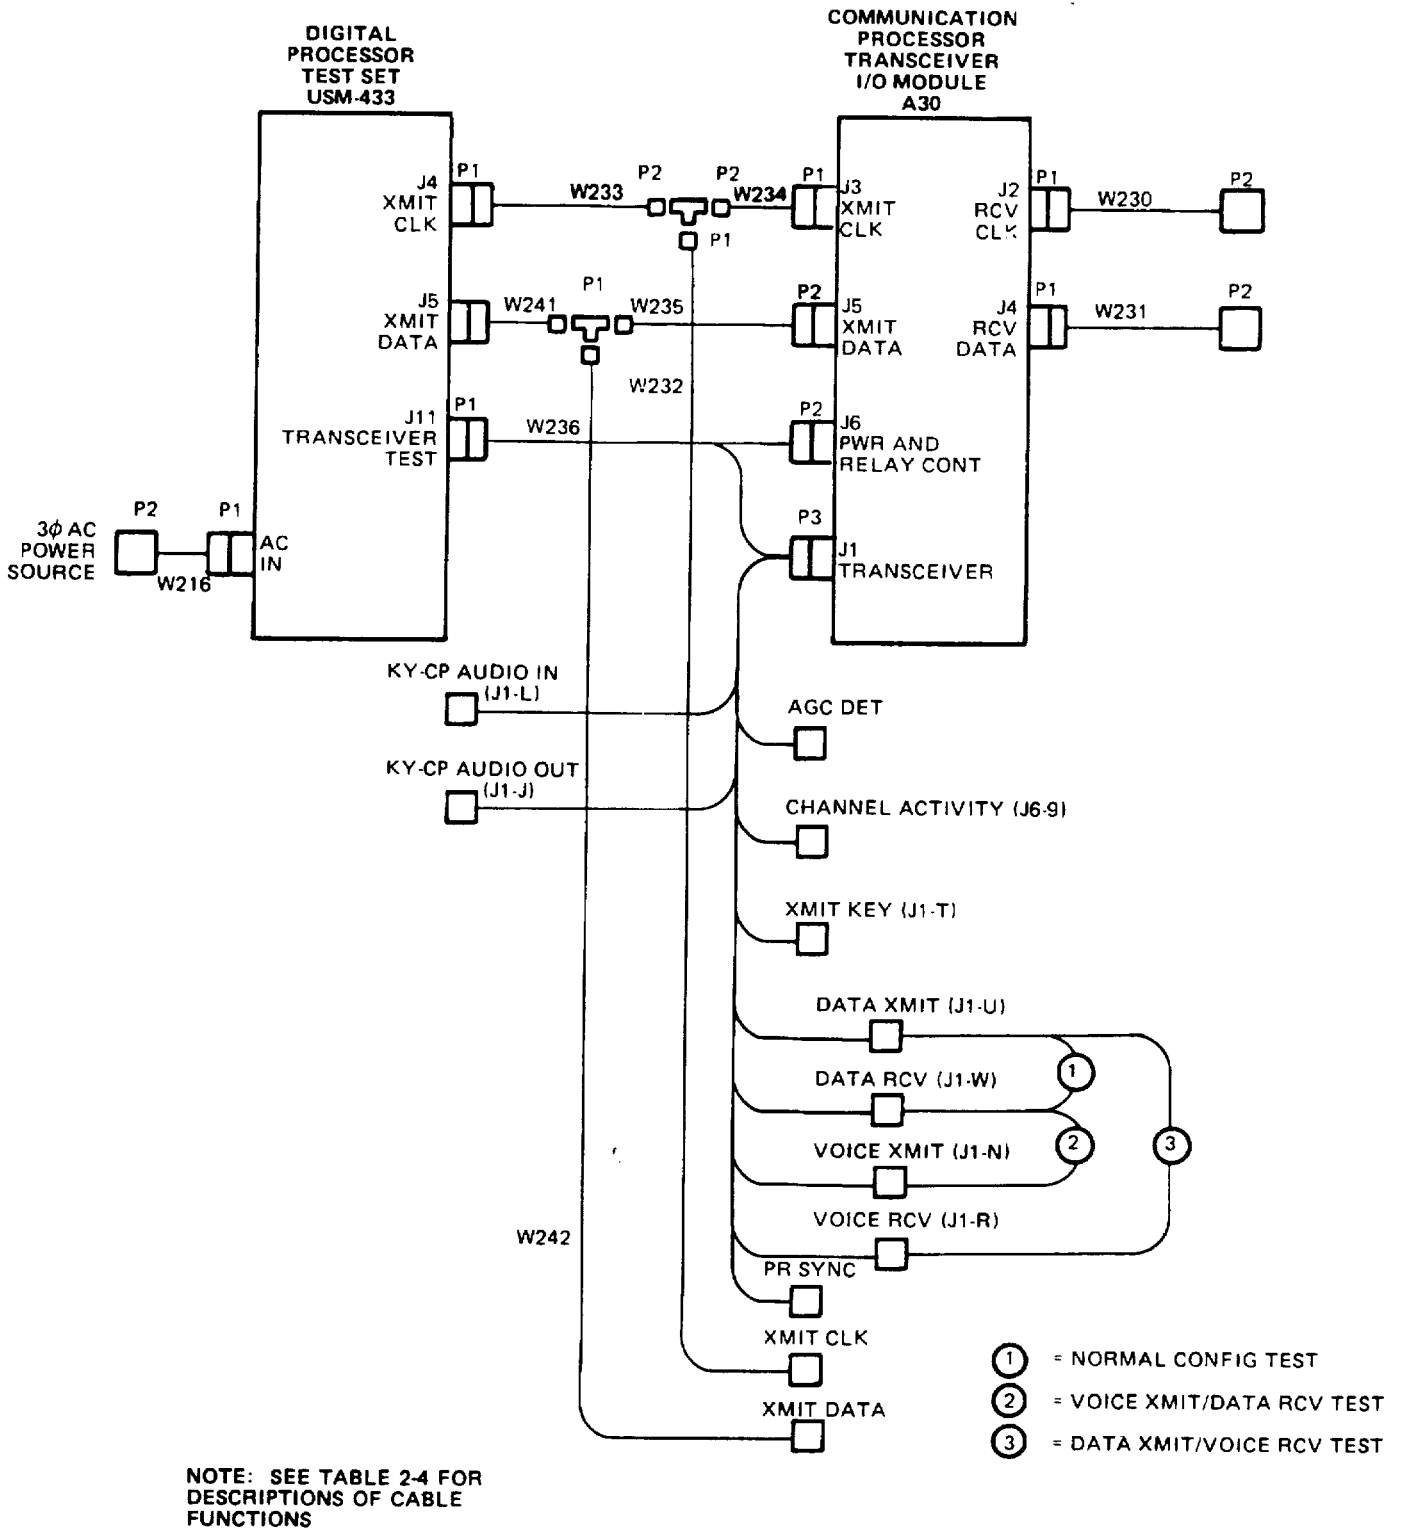 DIGITAL
PROCESSOR
TEST SET
USM-433
COMMUNICATION
PROCESSOR
TRANSCEIVER
I/O MODULE
A30
J4
XMIT
CLK
P1
W233
P2
P2
W234
P1
P1
J3
XMIT
CLK
J2
RCV
CLK
P1
W230
P2
J5
XMIT
DATA
W241
P1
W235
P2
J5
XMIT
DATA
J4
RCV
DATA
P1
W231
P2
W232
J11
TRANSCEIVER
TEST
P1
W236
P2
J6
PWR AND
RELAY CONT
3ϕ AC
POWER
SOURCE
P2
W216
P1
AC
IN
P3
J1
TRANSCEIVER
KY-CP AUDIO IN
(J1-L)
AGC DET
KY-CP AUDIO OUT
(J1-J)
CHANNEL ACTIVITY (J6-9)
XMIT KEY (J1-T)
DATA XMIT (J1-U)
1
DATA RCV (J1-W)
2
3
VOICE XMIT (J1-N)
VOICE RCV (J1-R)
W242
PR SYNC
XMIT CLK
XMIT DATA
1 = NORMAL CONFIG TEST
2 = VOICE XMIT/DATA RCV TEST
3 = DATA XMIT/VOICE RCV TEST
NOTE: SEE TABLE 2-4 FOR
DESCRIPTIONS OF CABLE
FUNCTIONS